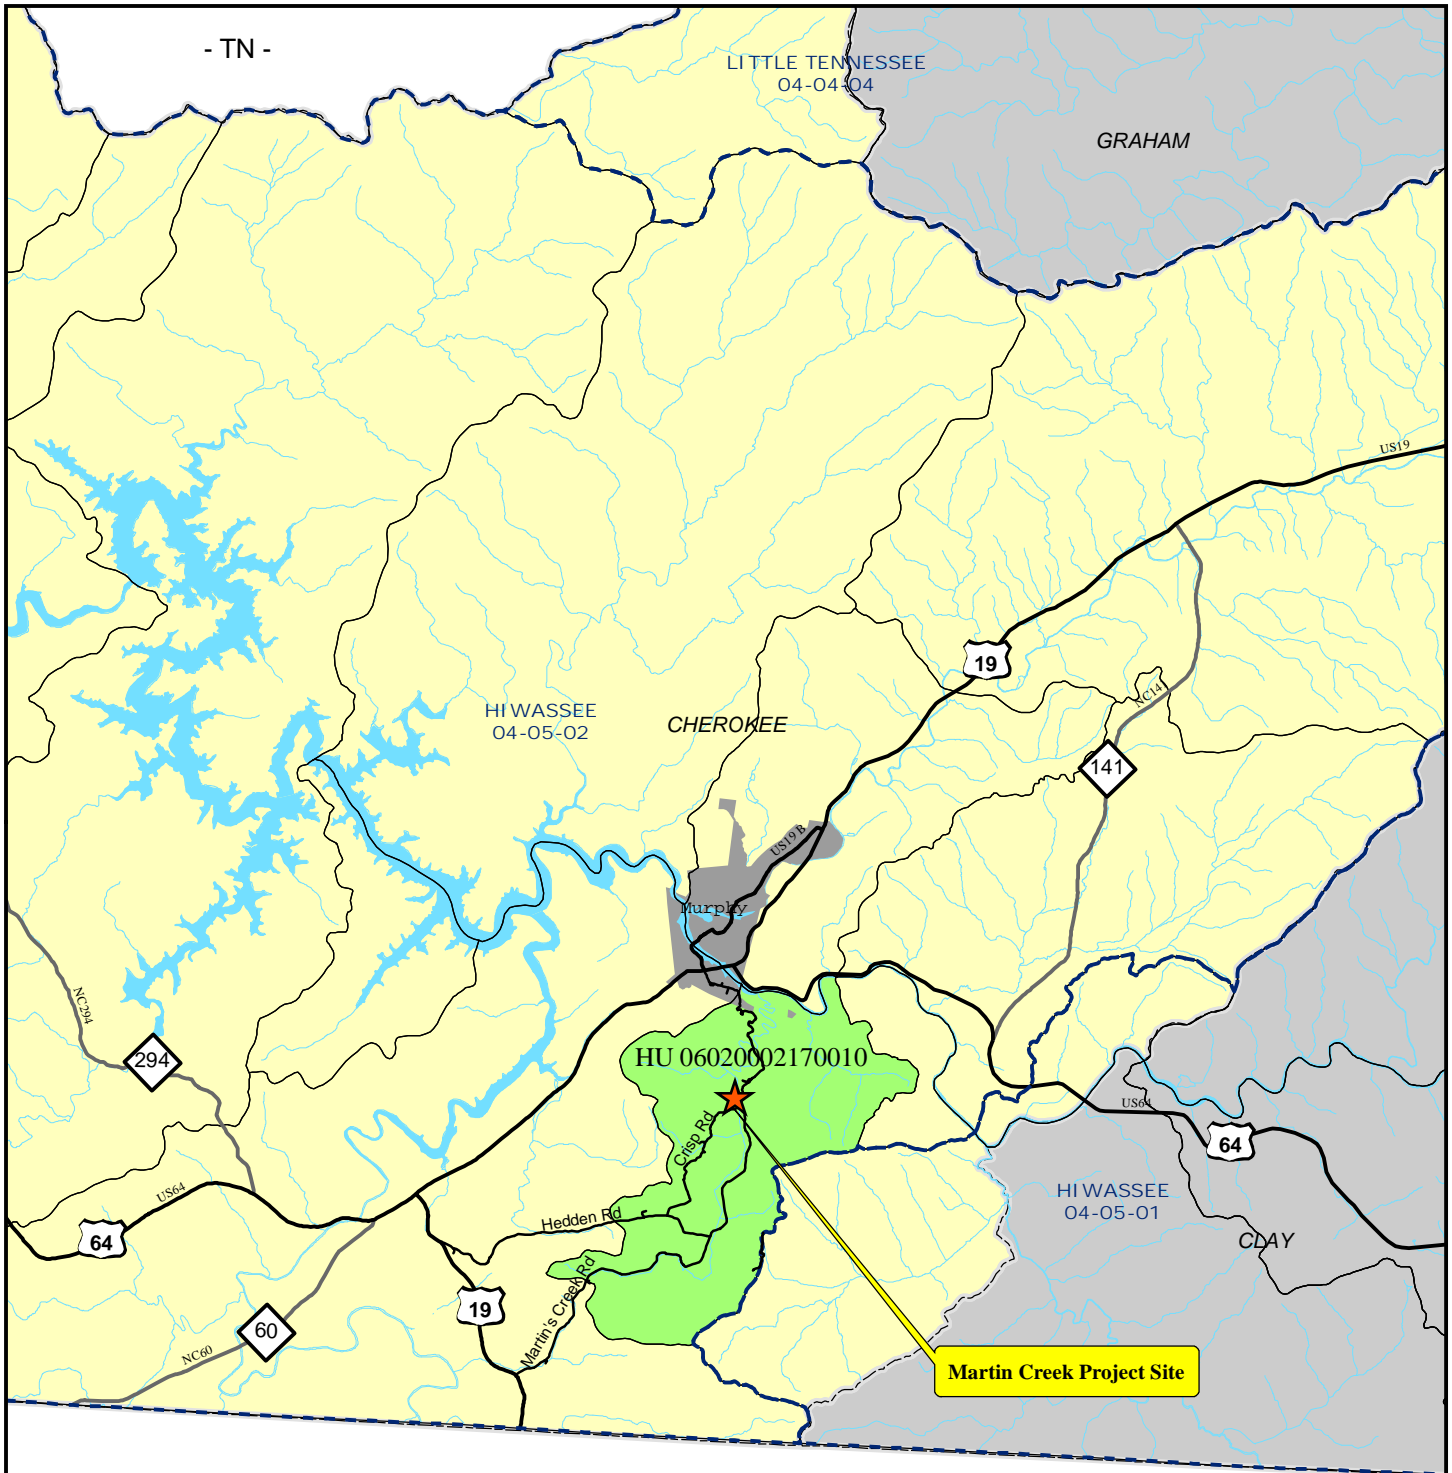 - TN -
LITTLE TENNESSEE
04-04-04
GRAHAM
US19
19
NC14
HIWASSEE
04-05-02
CHEROKEE
141
US19 B
Murphy
NC294
294
HU 06020002170010
US64
64
Crisp Rd
US64
64
HIWASSEE
04-05-01
Hedden Rd
CLAY
Martin's Creek Rd
19
60
NC60
Martin Creek Project Site